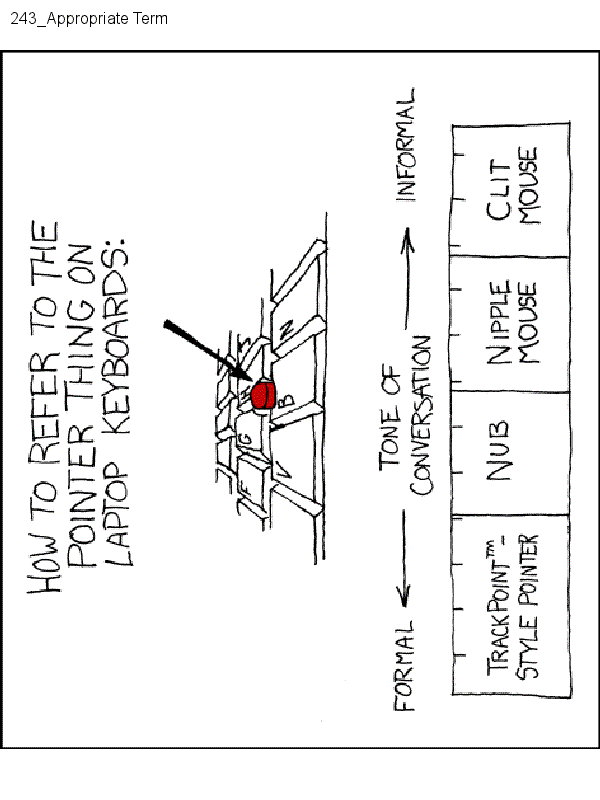 243_Appropriate Term
HOW TO REFER TO THE
POINTER THING ON
LAPTOP KEYBOARDS:
F G H J
V B N
FORMAL ← TONE OF CONVERSATION → INFORMAL
TRACKPOINT™-
STYLE POINTER
NUB
NIPPLE
MOUSE
CLIT
MOUSE